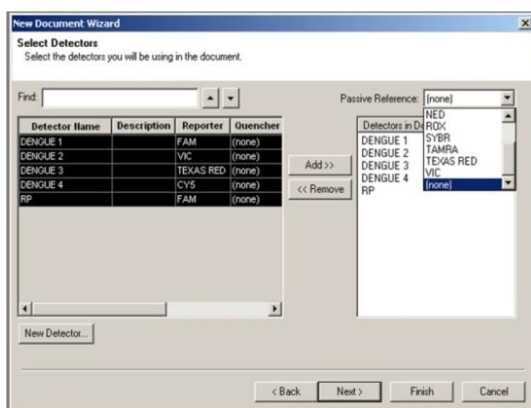 New Document Wizard
Select Detectors
Select the detectors you will be using in the document.
Find:
Passive Reference: (none)
NED
ROX
SYBR
TAMRA
TEXAS RED
VIC
(none)
Detector Name Description Reporter Quencher
DENGUE 1 FAM (none)
DENGUE 2 VIC (none)
DENGUE 3 TEXAS RED (none)
DENGUE 4 CY5 (none)
RP FAM (none)
Add >>
<< Remove
Detectors in D
DENGUE 1
DENGUE 2
DENGUE 3
DENGUE 4
RP
New Detector...
< Back Next > Finish Cancel